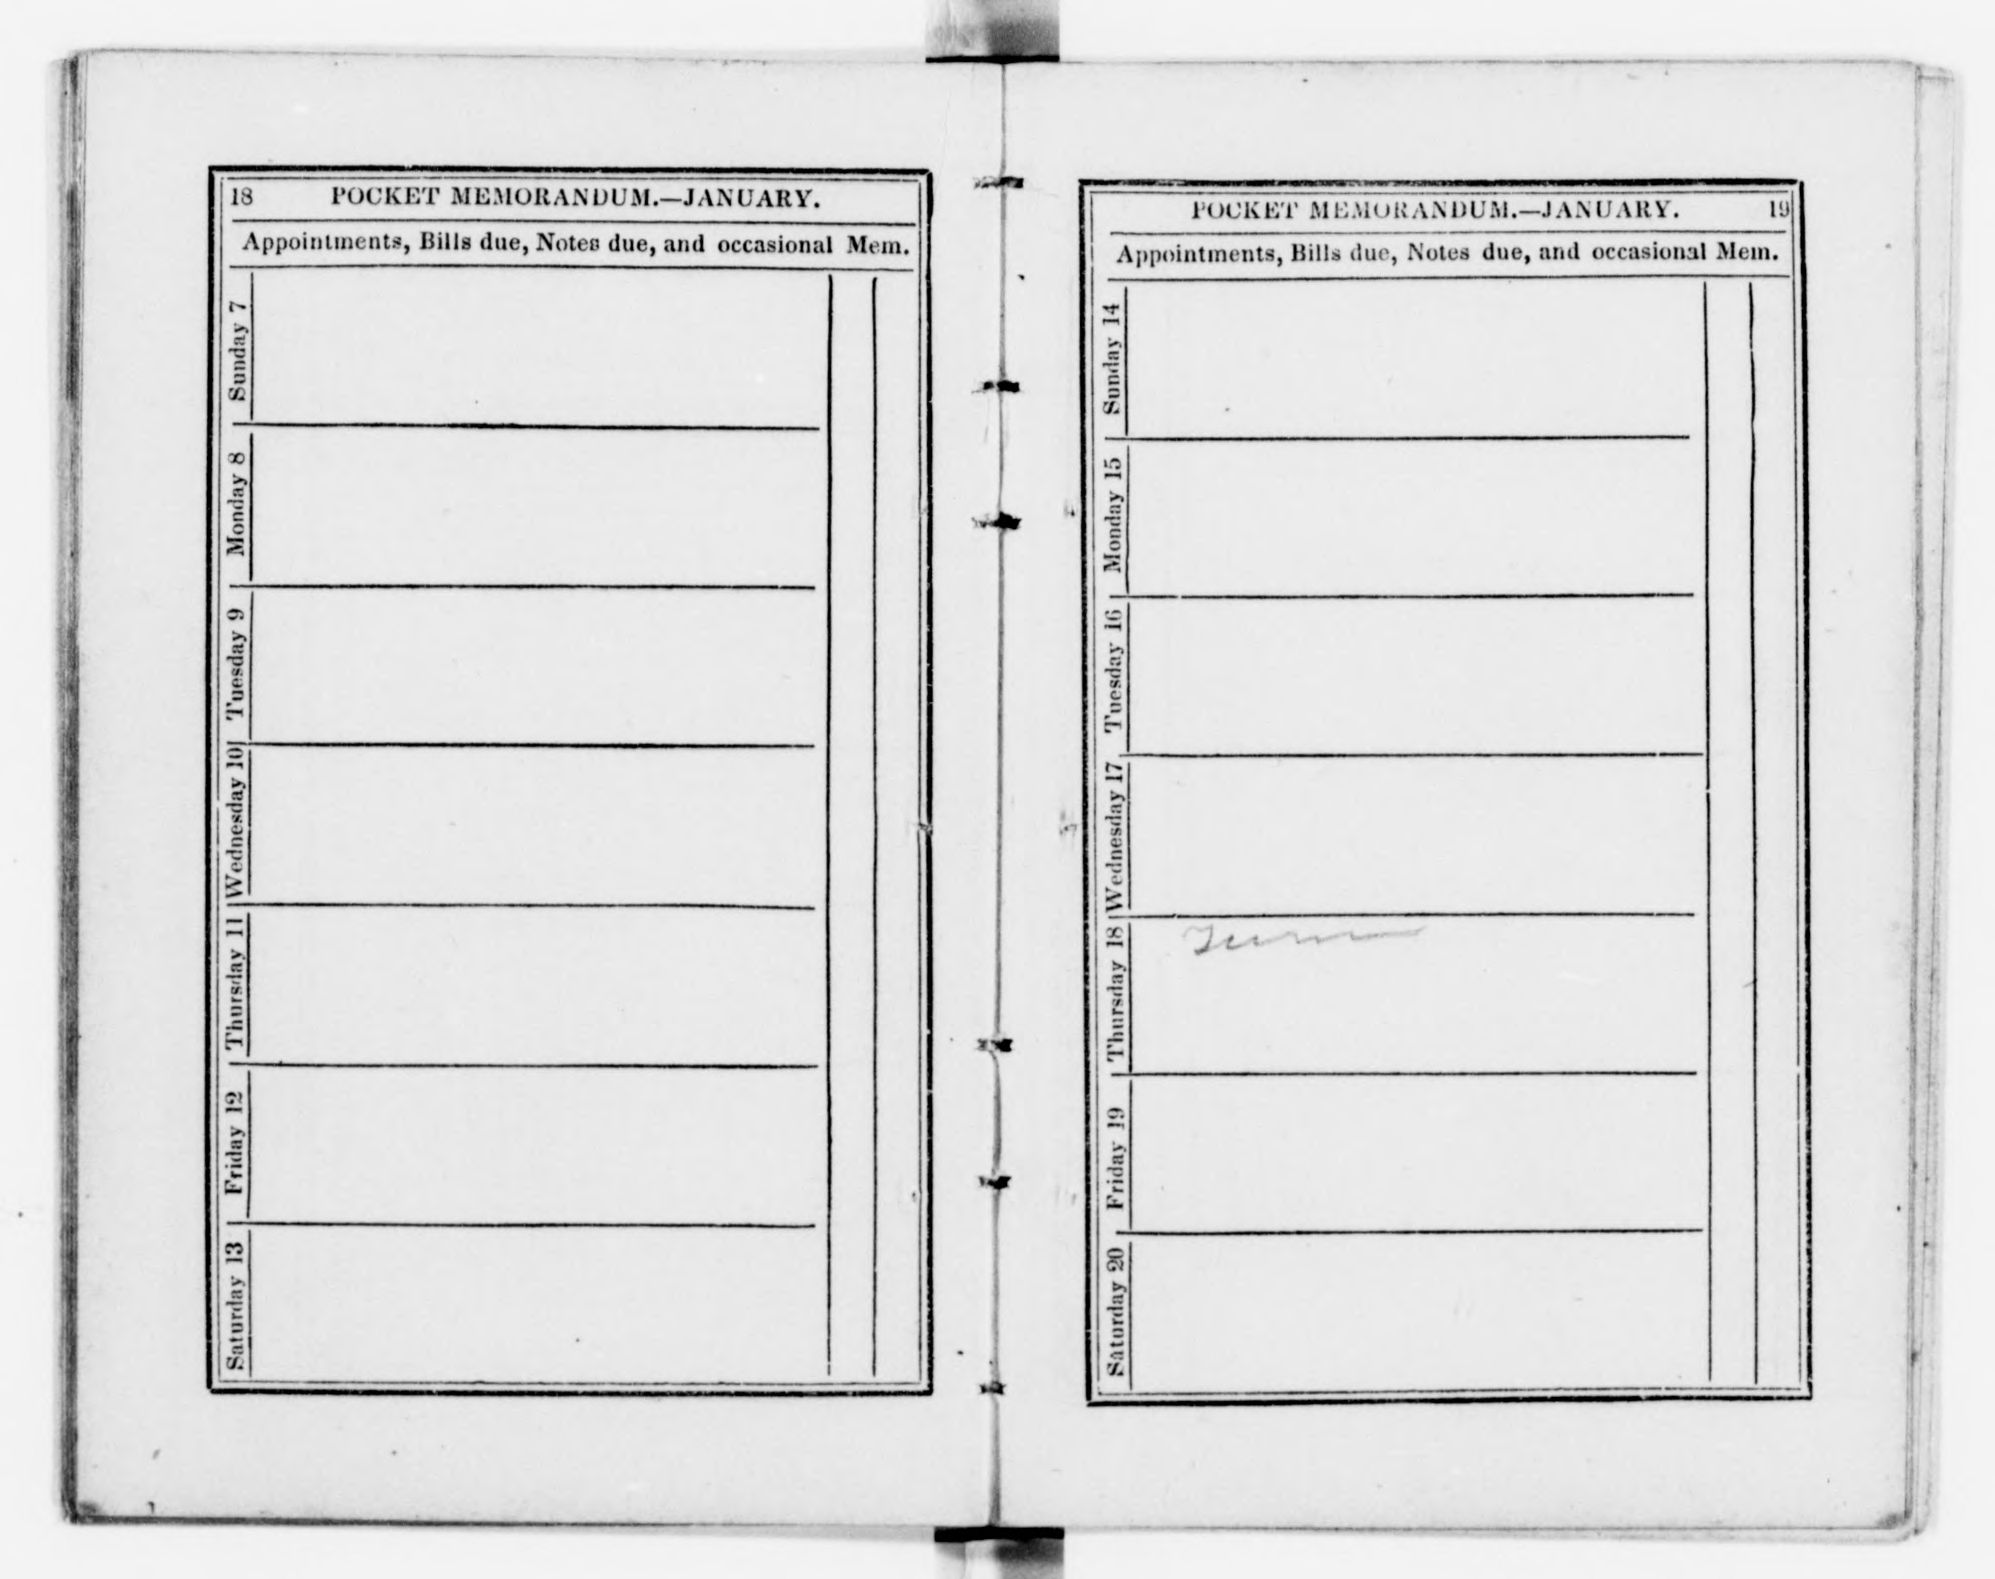 18 POCKET MEMORANDUM.—JANUARY.
Appointments, Bills due, Notes due, and occasional Mem.
Sunday 7
Monday 8
Tuesday 9
Wednesday 10
Thursday 11
Friday 12
Saturday 13
POCKET MEMORANDUM.—JANUARY. 19
Appointments, Bills due, Notes due, and occasional Mem.
Sunday 14
Monday 15
Tuesday 16
Wednesday 17
Thursday 18
Friday 19
Saturday 20